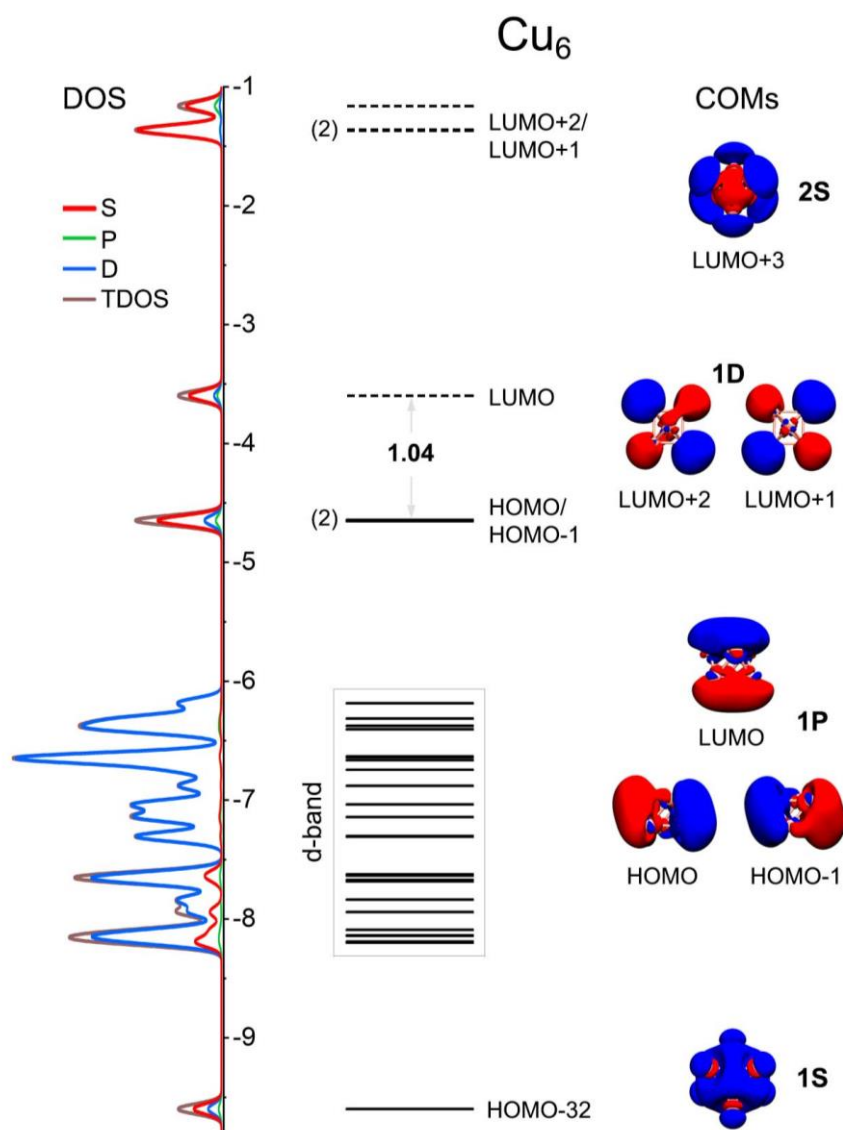 Cu₆
DOS
COMs
S
P
D
TDOS
-1
-2
-3
-4
-5
-6
-7
-8
-9
(2)
LUMO+2/
LUMO+1
LUMO
1.04
(2)
HOMO/
HOMO-1
d-band
HOMO-32
2S
LUMO+3
1D
LUMO+2 LUMO+1
1P
LUMO
HOMO HOMO-1
1S